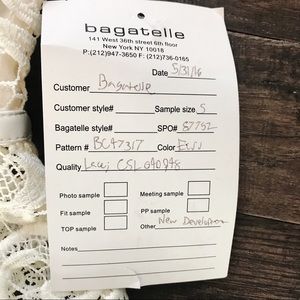 bagatelle
141 West 36th street 6th floor
New York NY 10018
P:(212)947-3650 F: (212)736-0165
Date 5/31/16
Customer Bagatelle
Customer style# Sample size S
Bagatelle style# SPO# 87752
Pattern # BC47317 Color Ecru
Quality Lace; CSL
Photo sample Meeting sample
Fit sample PP sample
TOP sample Other New Development
Notes